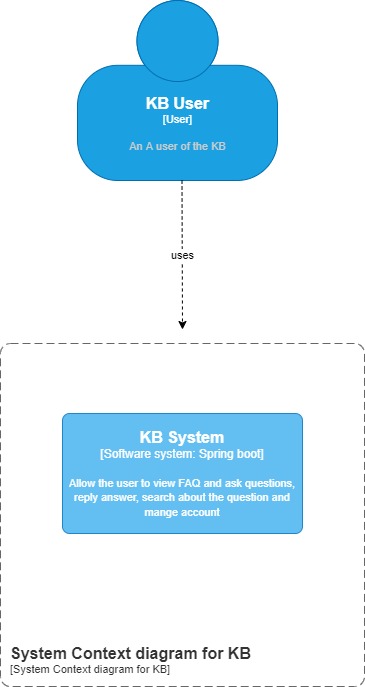 KB User
[User]
An A user of the KB
uses
KB System
[Software system: Spring boot]
Allow the user to view FAQ and ask questions,
reply answer, search about the question and
mange account
System Context diagram for KB
[System Context diagram for KB]